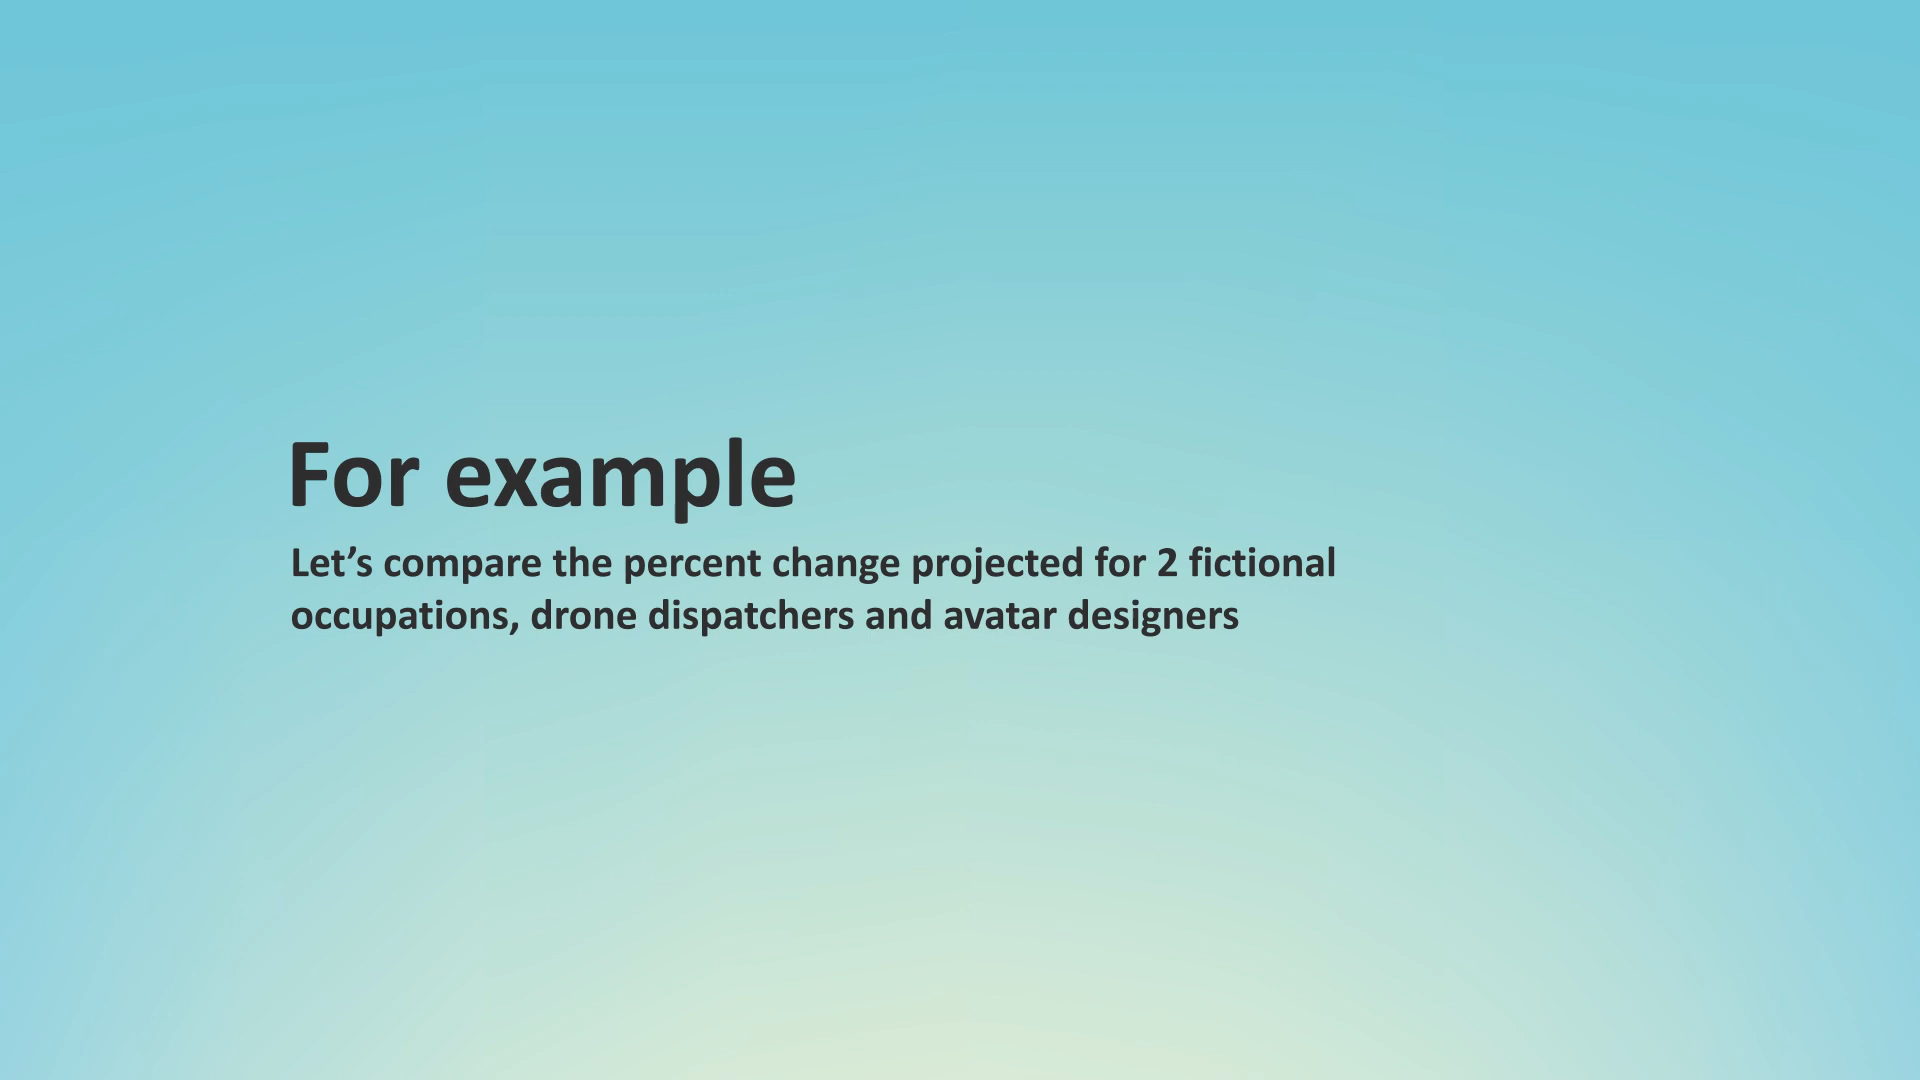 For example
Let’s compare the percent change projected for 2 fictional
occupations, drone dispatchers and avatar designers